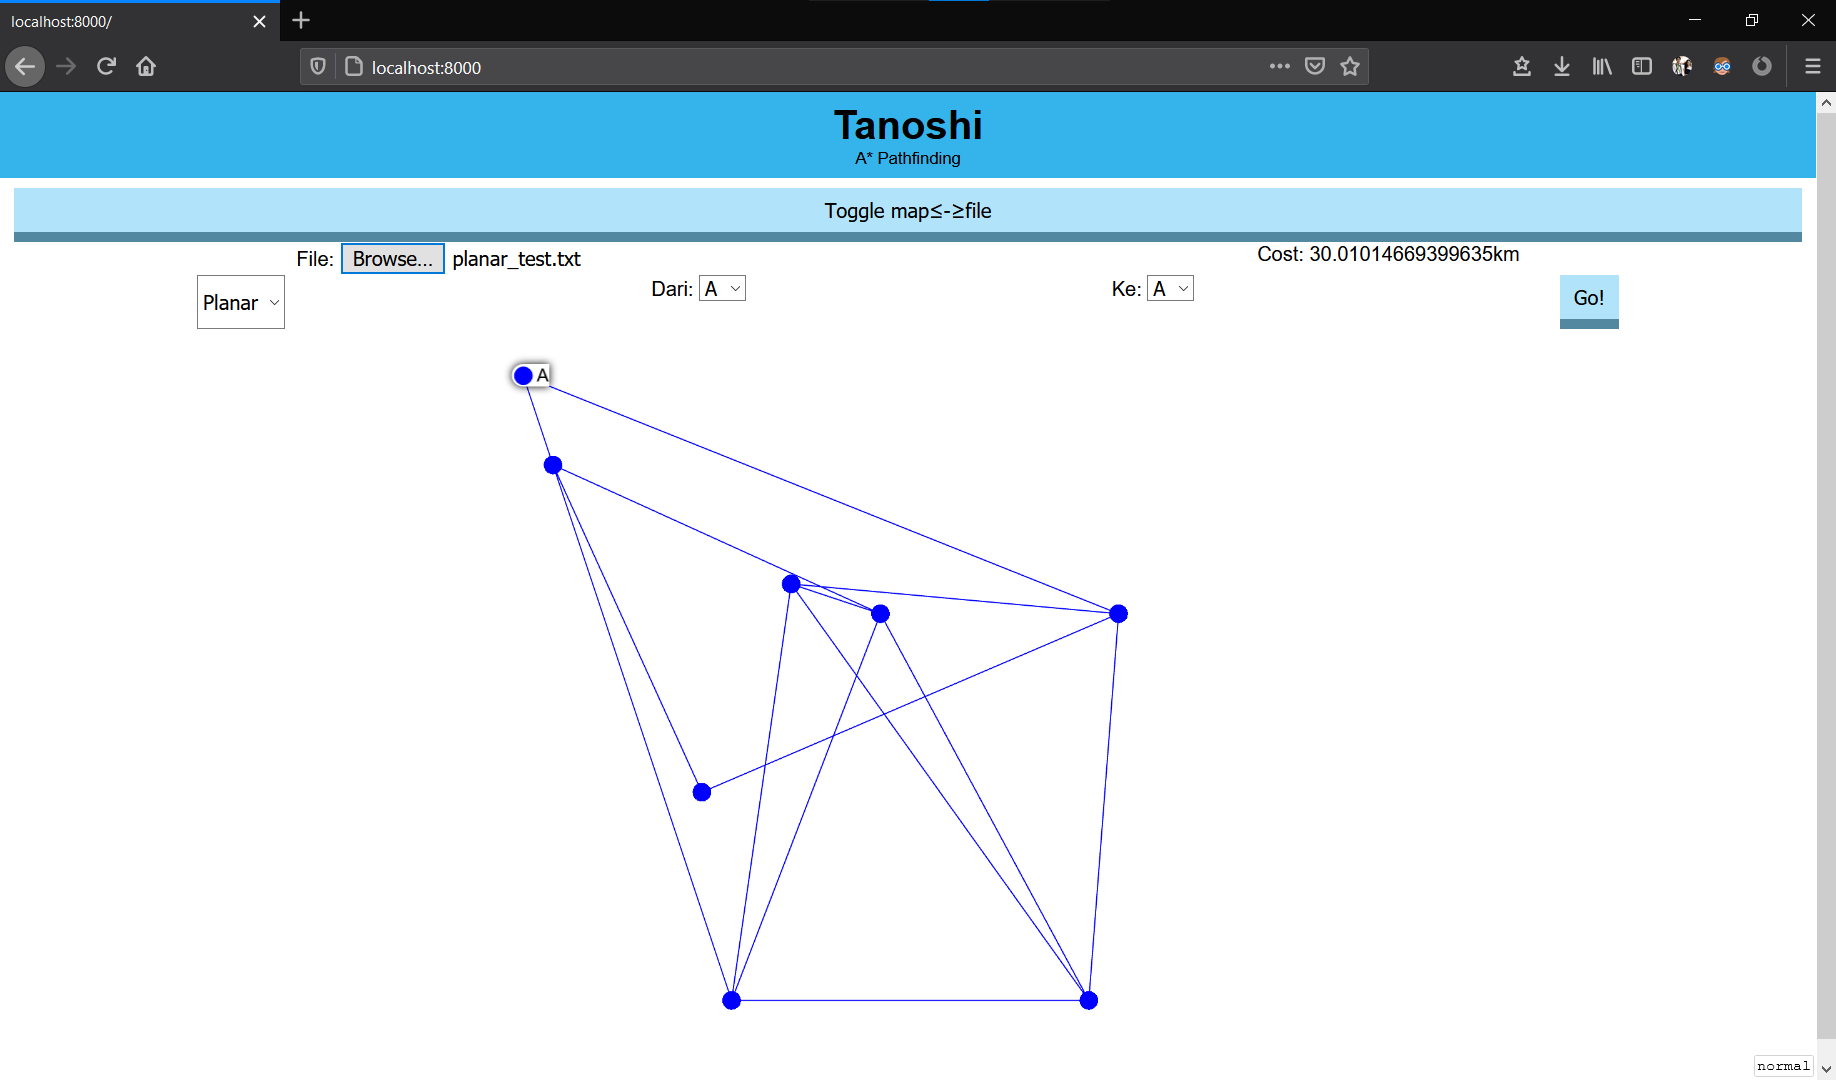 localhost:8000/
localhost:8000
Tanoshi
A* Pathfinding
Toggle map≤-≥file
File: Browse... planar_test.txt
Cost: 30.01014669399635km
Planar
Dari: A
Ke: A
Go!
A
normal